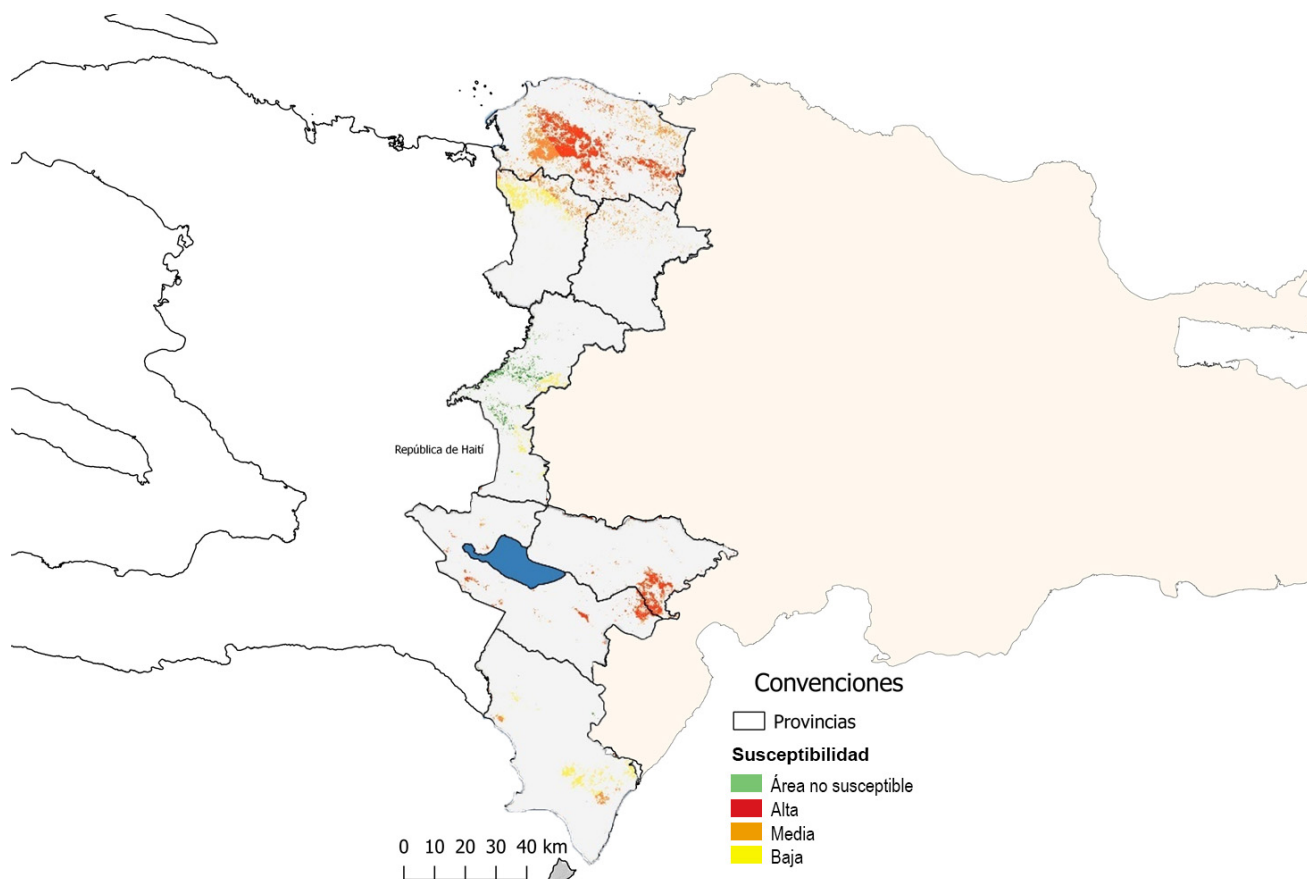 República de Haití
Convenciones
Provincias
Susceptibilidad
Área no susceptible
Alta
Media
Baja
0 10 20 30 40 km